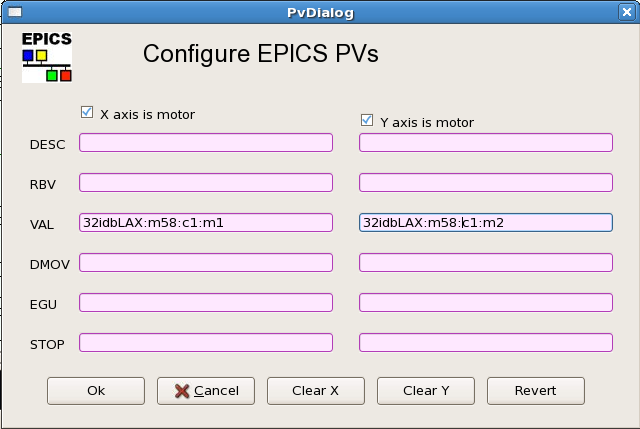 PvDialog
EPICS
Configure EPICS PVs
X axis is motor
Y axis is motor
DESC
RBV
VAL 32idbLAX:m58:c1:m1 32idbLAX:m58:c1:m2
DMOV
EGU
STOP
Ok Cancel Clear X Clear Y Revert